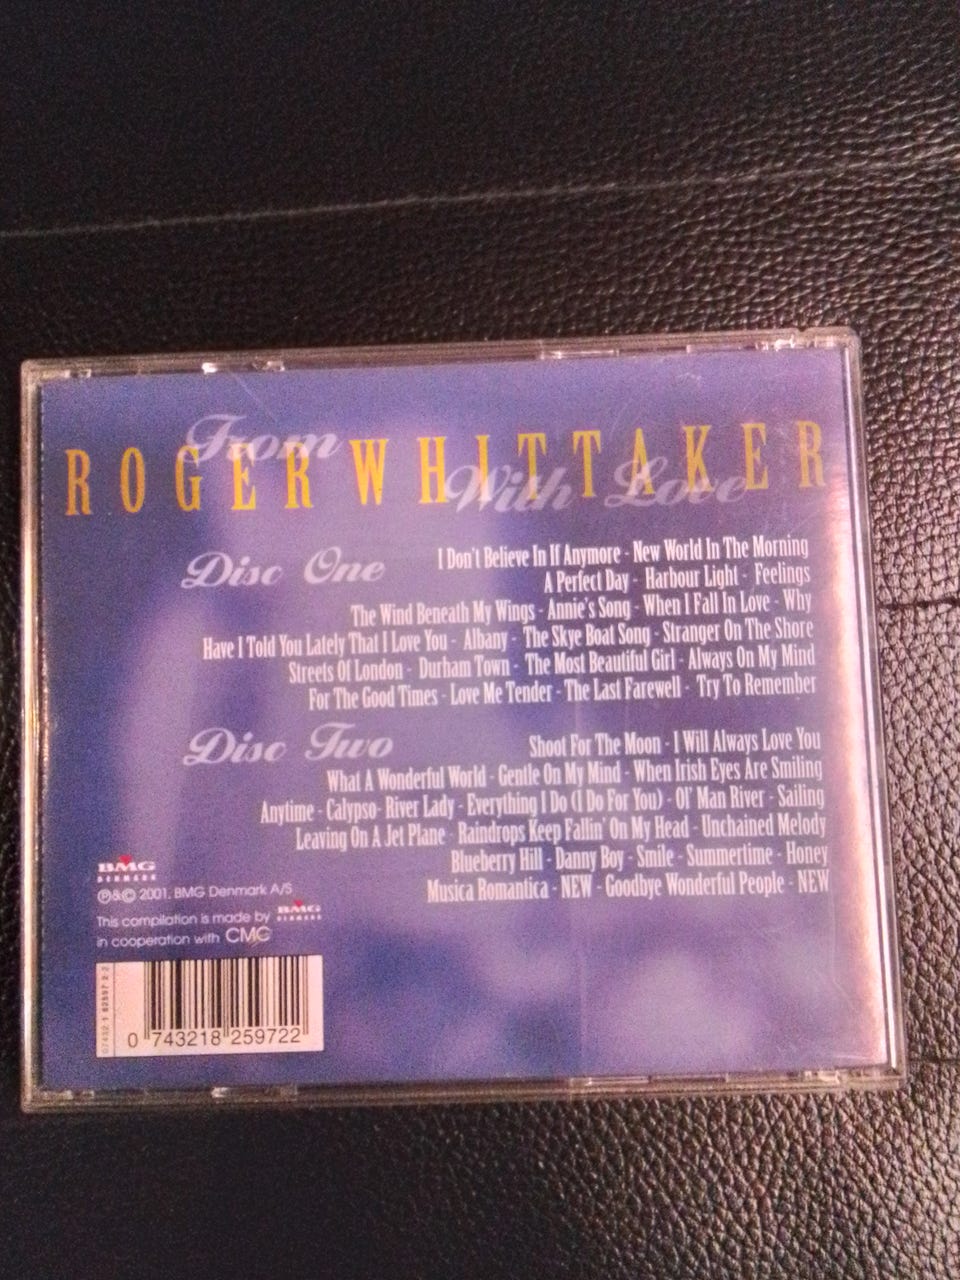 From
ROGER WHITTAKER
With Love
Disc One
I Don't Believe In If Anymore - New World In The Morning
A Perfect Day - Harbour Light - Feelings
The Wind Beneath My Wings - Annie's Song - When I Fall In Love - Why
Have I Told You Lately That I Love You - Albany - The Skye Boat Song - Stranger On The Shore
Streets Of London - Durham Town - The Most Beautiful Girl - Always On My Mind
For The Good Times - Love Me Tender - The Last Farewell - Try To Remember
Disc Two
Shoot For The Moon - I Will Always Love You
What A Wonderful World - Gentle On My Mind - When Irish Eyes Are Smiling
Anytime - Calypso- River Lady - Everything I Do (I Do For You) - Ol' Man River - Sailing
Leaving On A Jet Plane - Raindrops Keep Fallin' On My Head - Unchained Melody
Blueberry Hill - Danny Boy - Smile - Summertime - Honey
Musica Romantica - NEW - Goodbye Wonderful People - NEW
BMG
DENMARK
℗&© 2001, BMG Denmark A/S
This compilation is made by BMG DENMARK
in cooperation with CMC
07432 1 82597 2 2
0 743218 259722